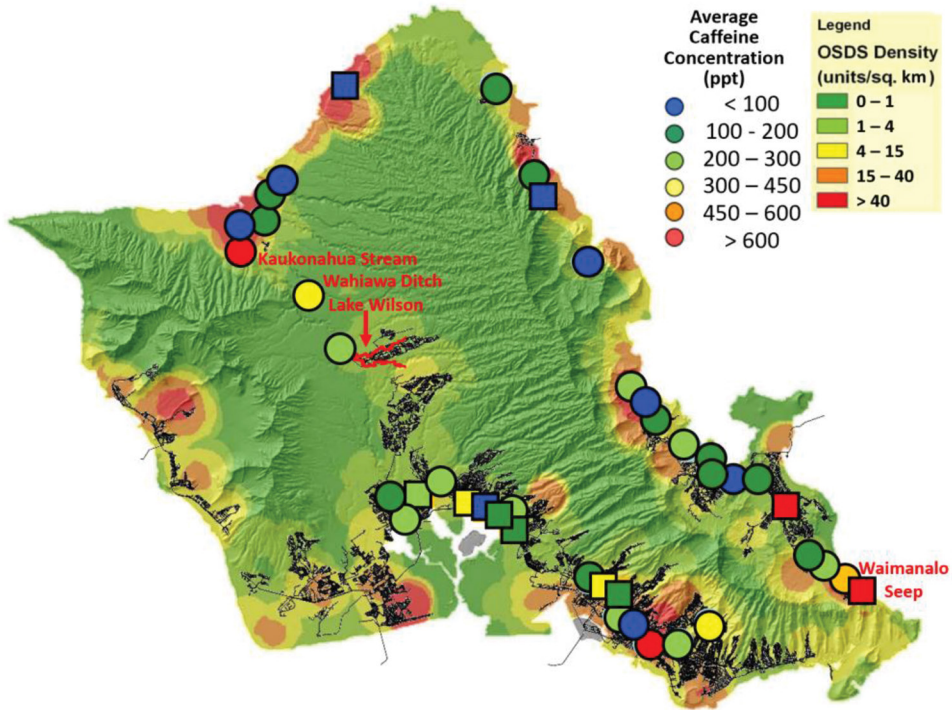 Average
Caffeine
Concentration
(ppt)
< 100
100 - 200
200 – 300
300 – 450
450 – 600
> 600
Legend
OSDS Density
(units/sq. km)
0 – 1
1 – 4
4 – 15
15 – 40
> 40
Kaukonahua Stream
Wahiawa Ditch
Lake Wilson
Waimanalo
Seep